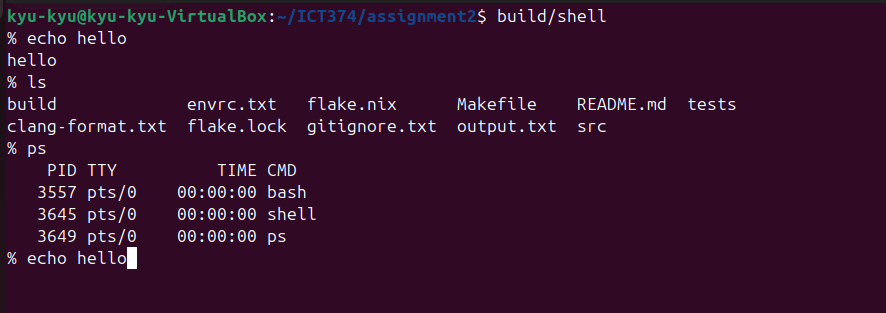 kyu-kyu@kyu-kyu-VirtualBox:~/ICT374/assignment2$ build/shell
% echo hello
hello
% ls
build             envrc.txt   flake.nix      Makefile    README.md  tests
clang-format.txt  flake.lock  gitignore.txt  output.txt  src
% ps
    PID TTY          TIME CMD
   3557 pts/0    00:00:00 bash
   3645 pts/0    00:00:00 shell
   3649 pts/0    00:00:00 ps
% echo hello